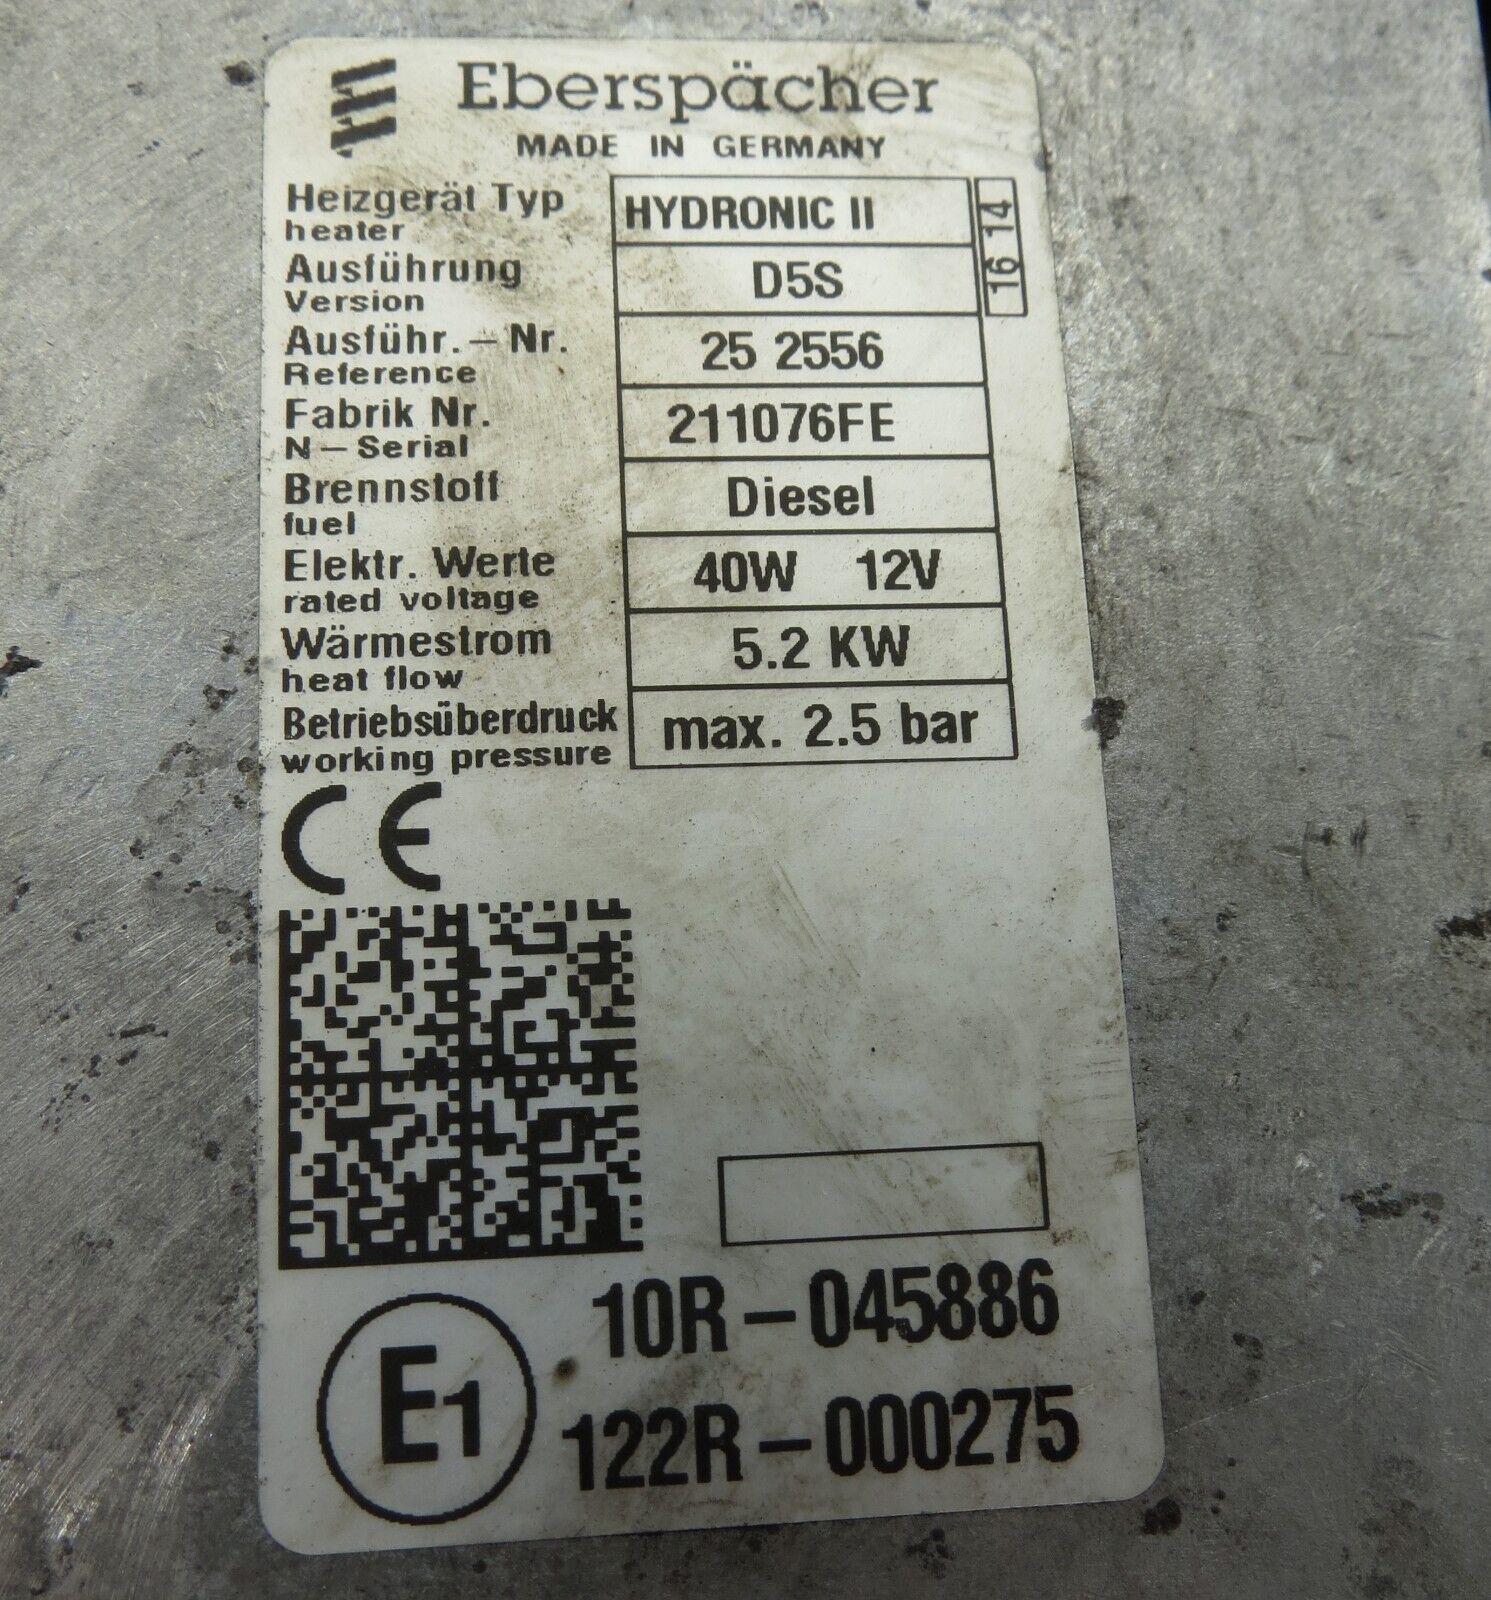 Eberspächer
MADE IN GERMANY
Heizgerät Typ
heater
HYDRONIC II
16 14
Ausführung
Version
D5S
Ausführ.-Nr.
Reference
25 2556
Fabrik Nr.
N-Serial
211076FE
Brennstoff
fuel
Diesel
Elektr. Werte
rated voltage
40W 12V
Wärmestrom
heat flow
5.2 KW
Betriebsüberdruck
working pressure
max. 2.5 bar
CE
E1
10R-045886
122R-000275